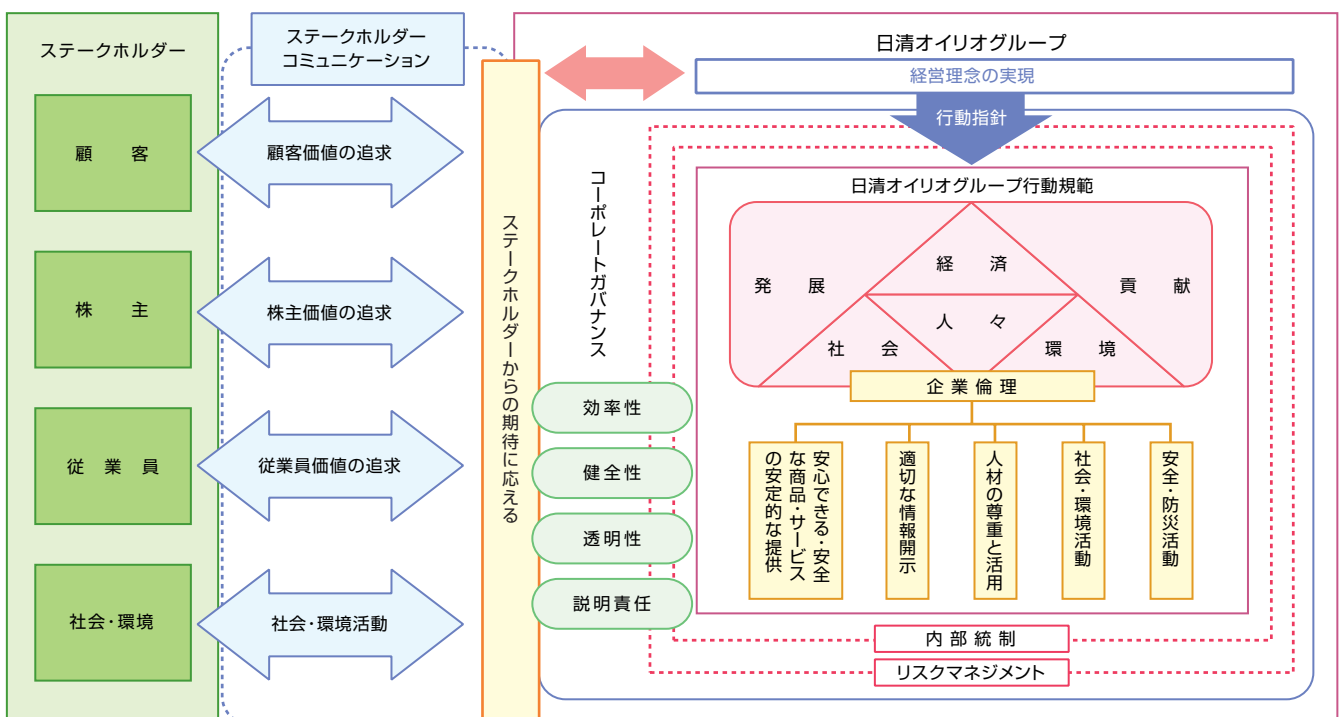 ステークホルダー
顧　客
株　主
従 業 員
社会・環境
ステークホルダー
コミュニケーション
顧客価値の追求
株主価値の追求
従業員価値の追求
社会・環境活動
ステークホルダーからの期待に応える
日清オイリオグループ
経営理念の実現
行動指針
コーポレートガバナンス
効率性
健全性
透明性
説明責任
日清オイリオグループ行動規範
発　展
経　済
貢　献
人　々
社　会
環　境
企業倫理
安心できる・安全
な商品・サービス
の安定的な提供
適切な情報開示
人材の尊重と活用
社会・環境活動
安全・防災活動
内部統制
リスクマネジメント